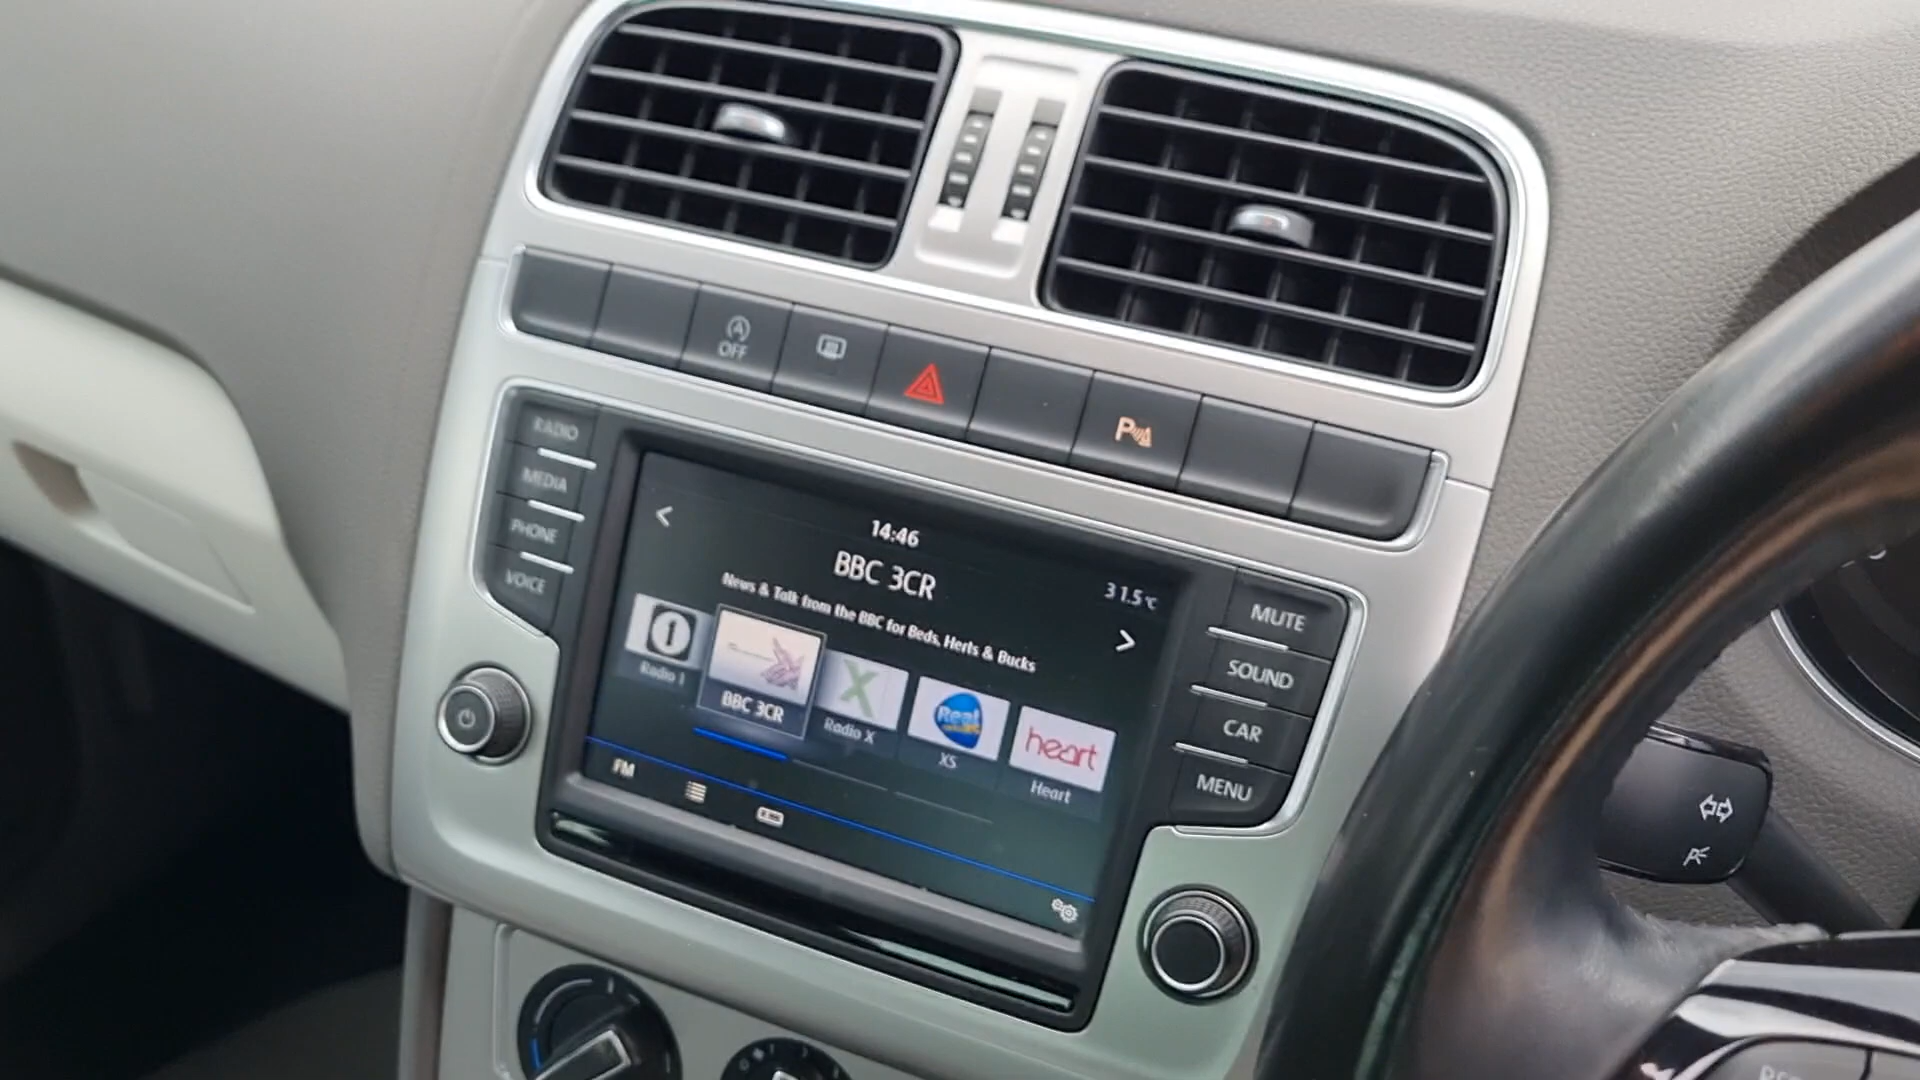 A
OFF
P
RADIO
MEDIA
PHONE
VOICE
14:46
BBC 3CR
31.5°C
News & Talk from the BBC for Beds, Herts & Bucks
i
Radio 1
BBC 3CR
X
Radio X
Real
XS
heart
Heart
FM
MUTE
SOUND
CAR
MENU